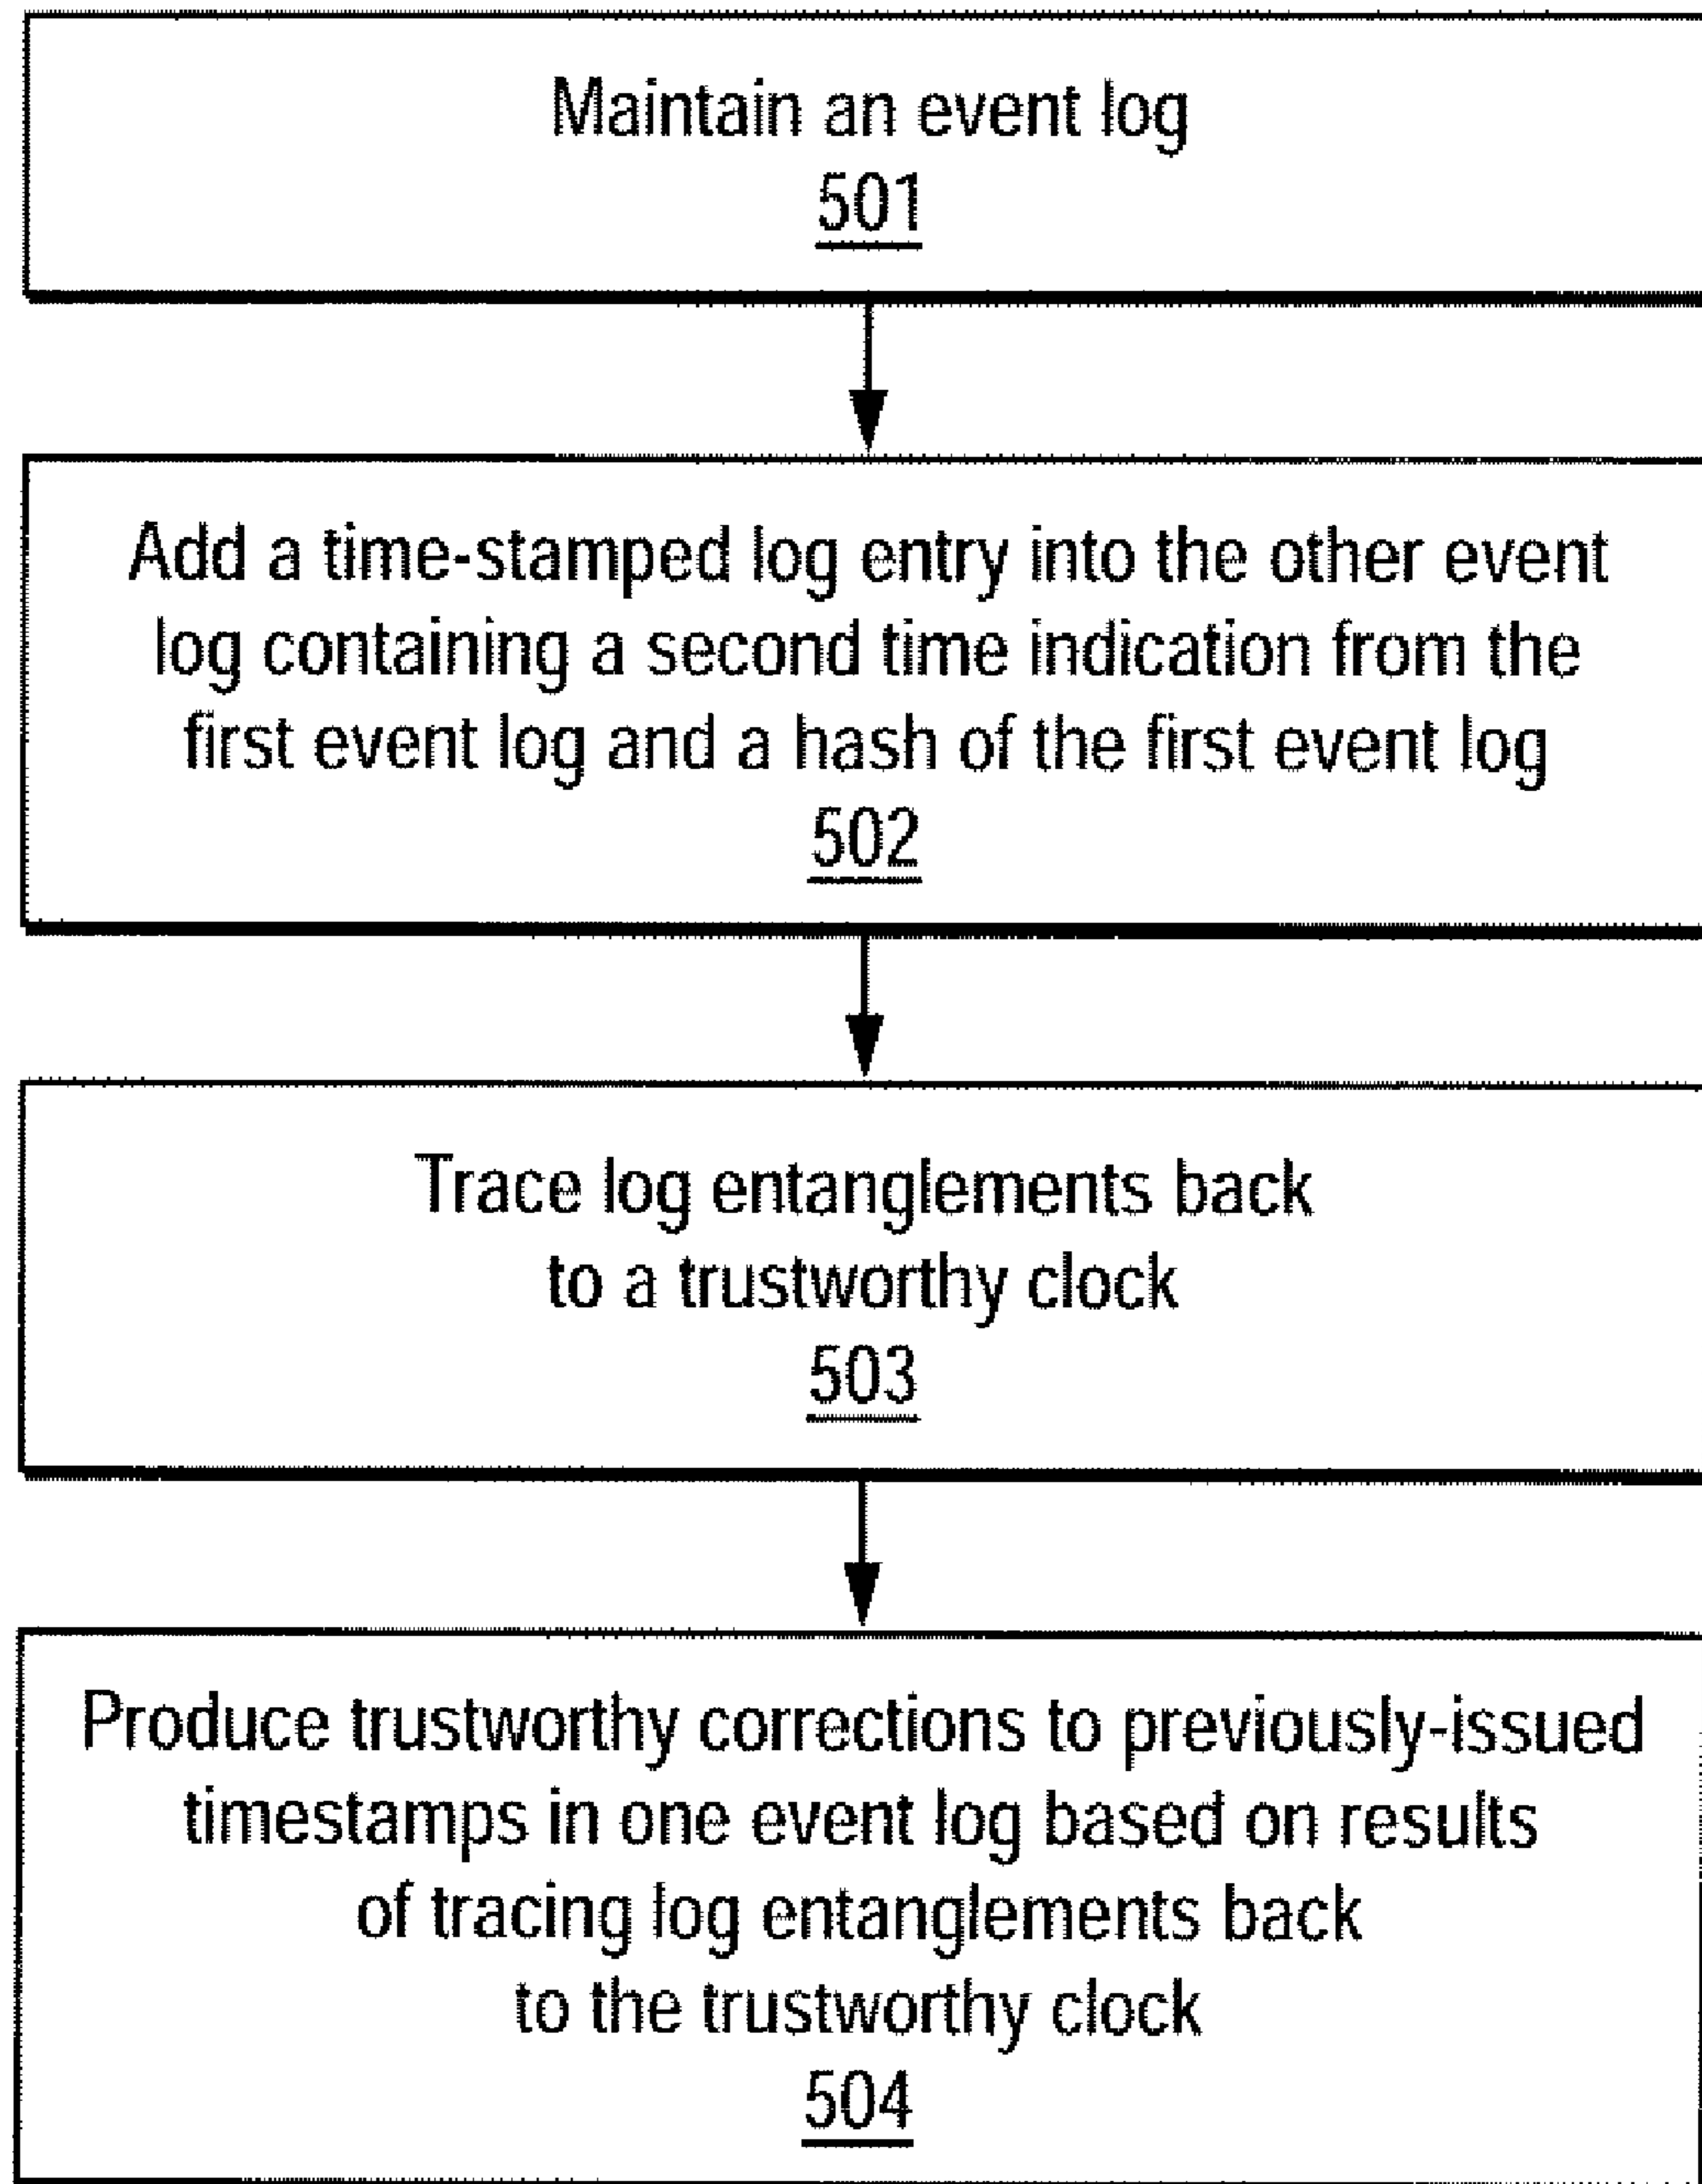 Maintain an event log
501
Add a time-stamped log entry into the other event
log containing a second time indication from the
first event log and a hash of the first event log
502
Trace log entanglements back
to a trustworthy clock
503
Produce trustworthy corrections to previously-issued
timestamps in one event log based on results
of tracing log entanglements back
to the trustworthy clock
504